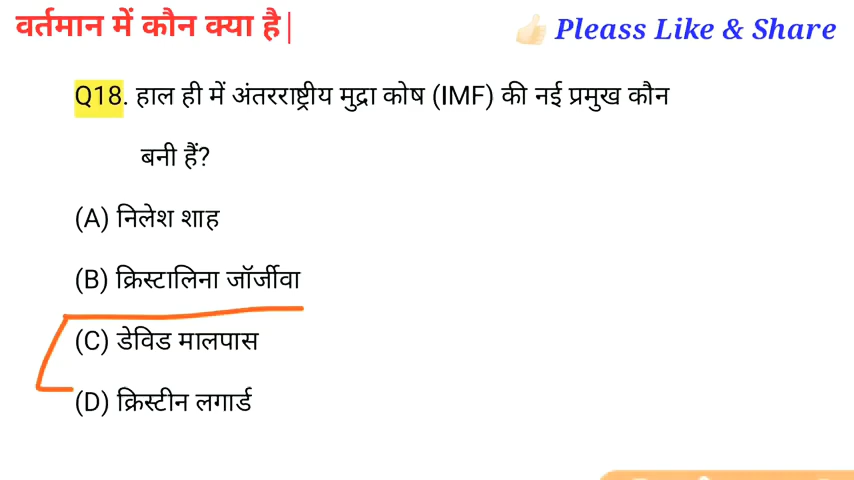 वर्तमान में कौन क्या है|
Pleass Like & Share
Q18. हाल ही में अंतरराष्ट्रीय मुद्रा कोष (IMF) की नई प्रमुख कौन
बनी हैं?
(A) निलेश शाह
(B) क्रिस्टालिना जॉर्जीवा
(C) डेविड मालपास
(D) क्रिस्टीन लगार्ड